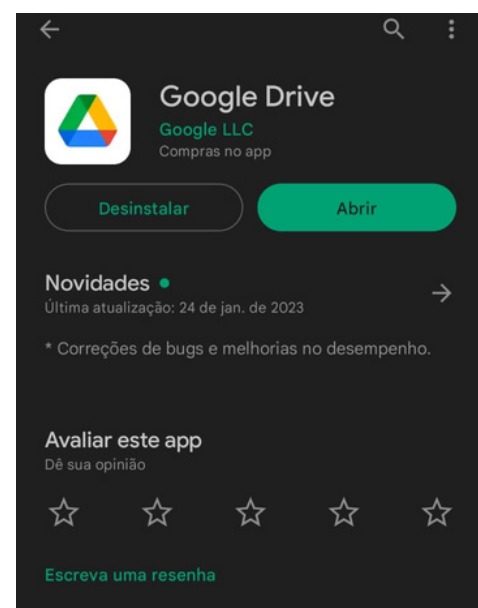 Google Drive
Google LLC
Compras no app
Desinstalar
Abrir
Novidades
Última atualização: 24 de jan. de 2023
* Correções de bugs e melhorias no desempenho.
Avaliar este app
Dê sua opinião
Escreva uma resenha